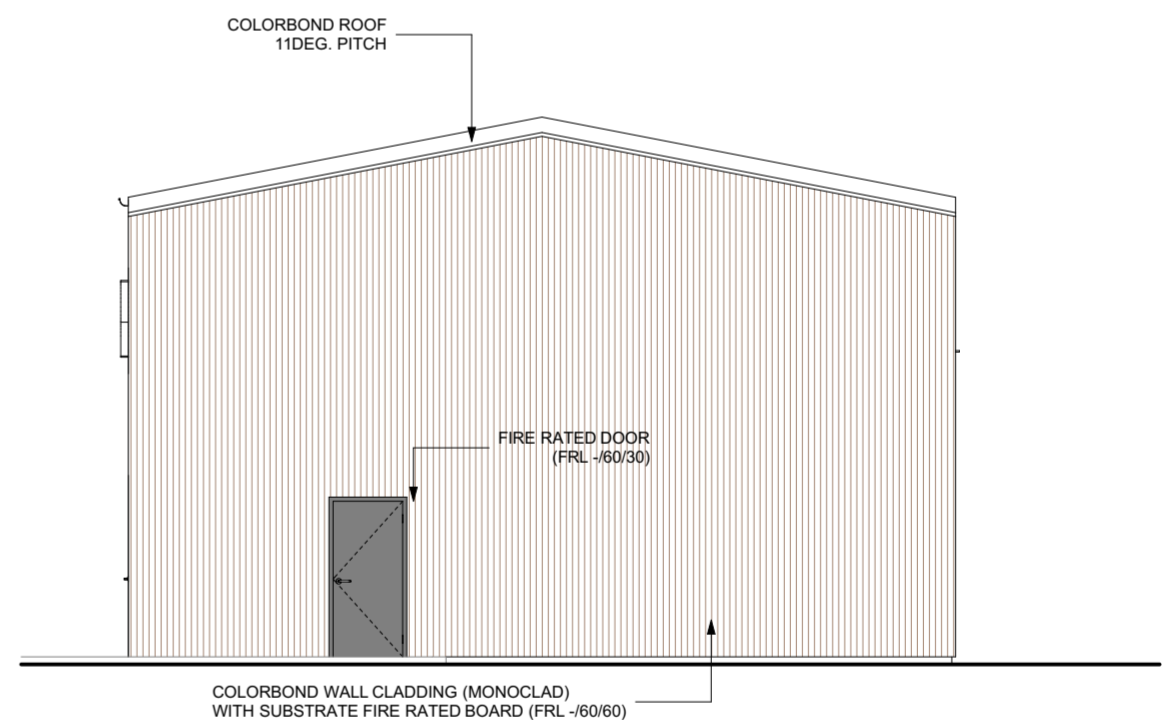 COLORBOND ROOF
11DEG. PITCH
FIRE RATED DOOR
(FRL -/60/30)
COLORBOND WALL CLADDING (MONOCLAD)
WITH SUBSTRATE FIRE RATED BOARD (FRL -/60/60)